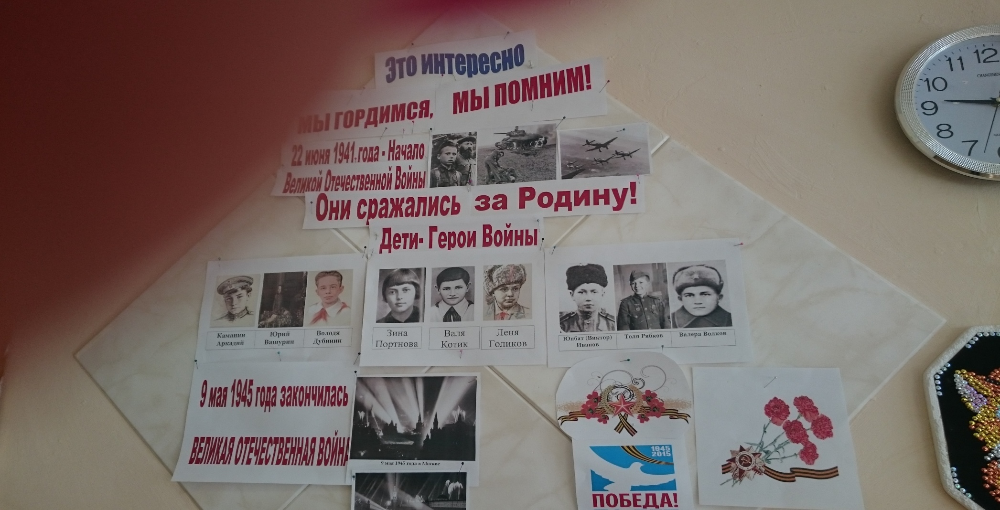 Это интересно
МЫ ГОРДИМСЯ, МЫ ПОМНИМ!
22 июня 1941 года - Начало
Великой Отечественной Войны
Они сражались за Родину!
Дети- Герои Войны
Каманин
Аркадий
Юрий
Вашурин
Володя
Дубинин
Зина
Портнова
Валя
Котик
Леня
Голиков
Юнбат (Виктор)
Иванов
Толя Рябков
Валера Волков
9 мая 1945 года закончилась
ВЕЛИКАЯ ОТЕЧЕСТВЕННАЯ ВОЙНА
9 мая 1945 года в Москве
1945
2015
ПОБЕДА!
12
11
10
9
8
7
CHANGSHEN